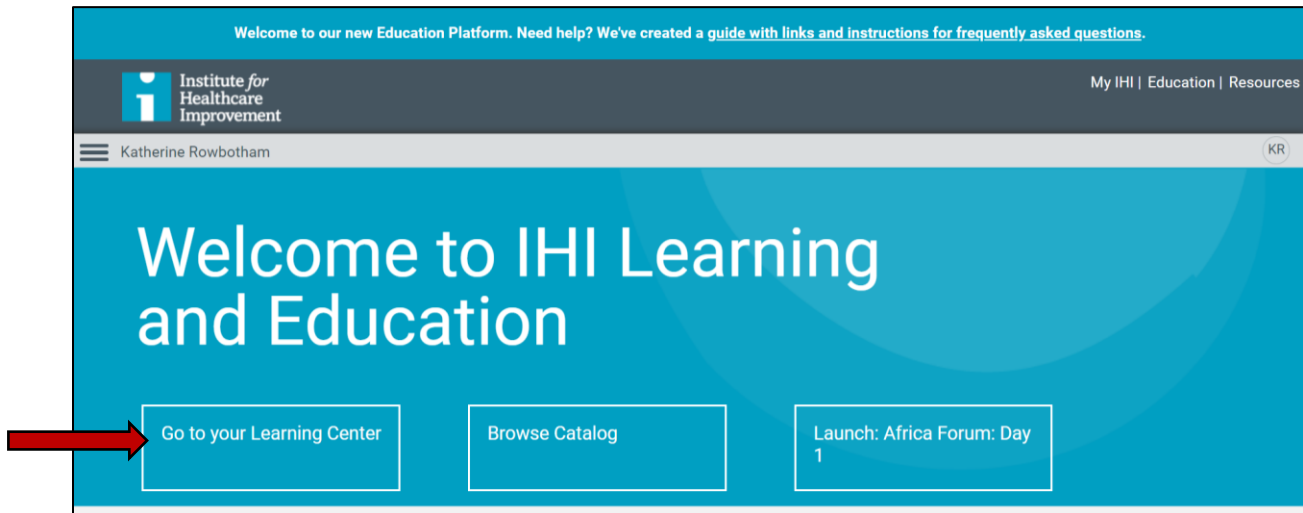 Welcome to our new Education Platform. Need help? We've created a guide with links and instructions for frequently asked questions.
Institute for
Healthcare
Improvement
My IHI | Education | Resources
Katherine Rowbotham
KR
Welcome to IHI Learning
and Education
Go to your Learning Center
Browse Catalog
Launch: Africa Forum: Day
1